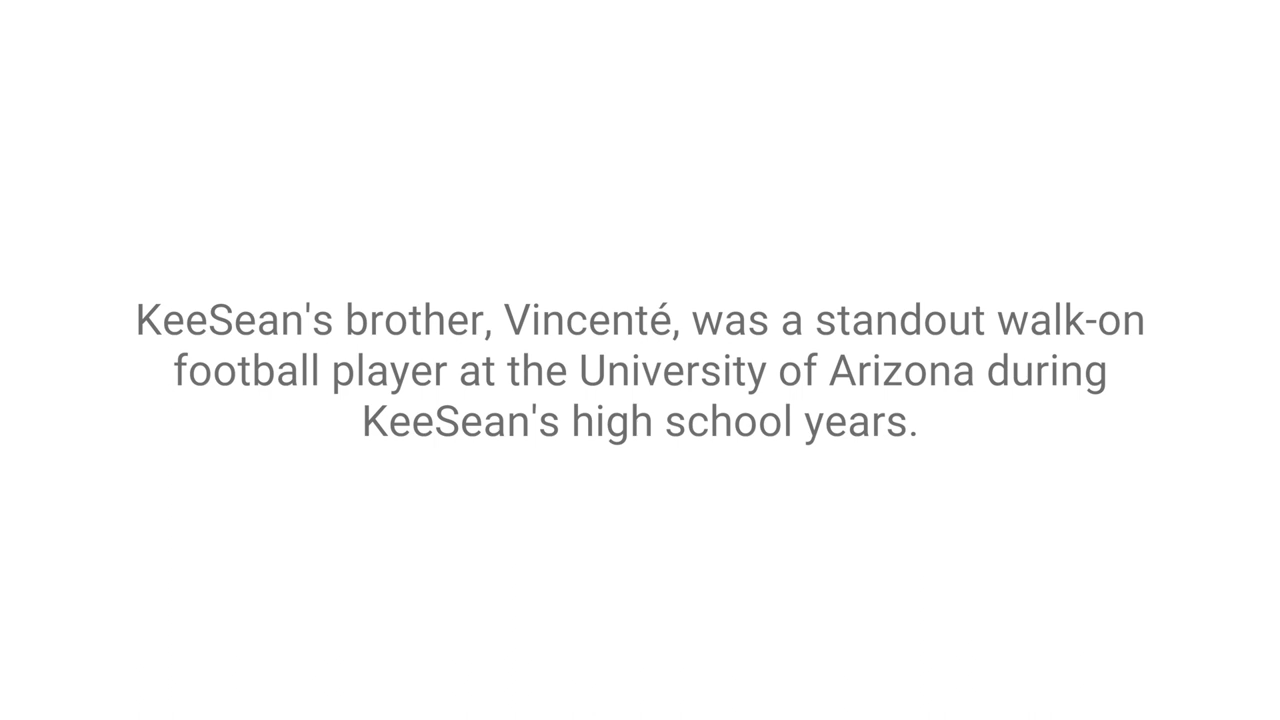 KeeSean's brother, Vincenté, was a standout walk-on
football player at the University of Arizona during
KeeSean's high school years.